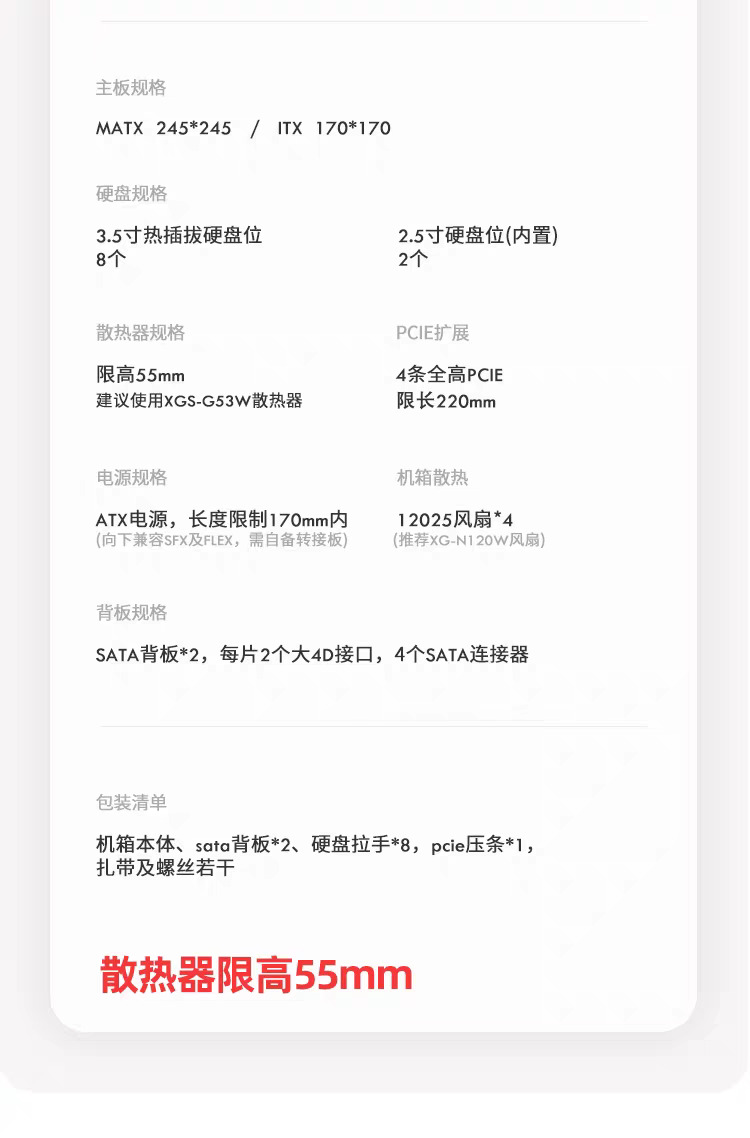 主板规格
MATX 245*245 / ITX 170*170
硬盘规格
3.5寸热插拔硬盘位
8个
2.5寸硬盘位(内置)
2个
散热器规格
限高55mm
建议使用XGS-G53W散热器
PCIE扩展
4条全高PCIE
限长220mm
电源规格
ATX电源，长度限制170mm内
(向下兼容SFX及FLEX，需自备转接板)
机箱散热
12025风扇*4
(推荐XG-N120W风扇)
背板规格
SATA背板*2，每片2个大4D接口，4个SATA连接器
包装清单
机箱本体、sata背板*2、硬盘拉手*8，pcie压条*1，
扎带及螺丝若干
散热器限高55mm